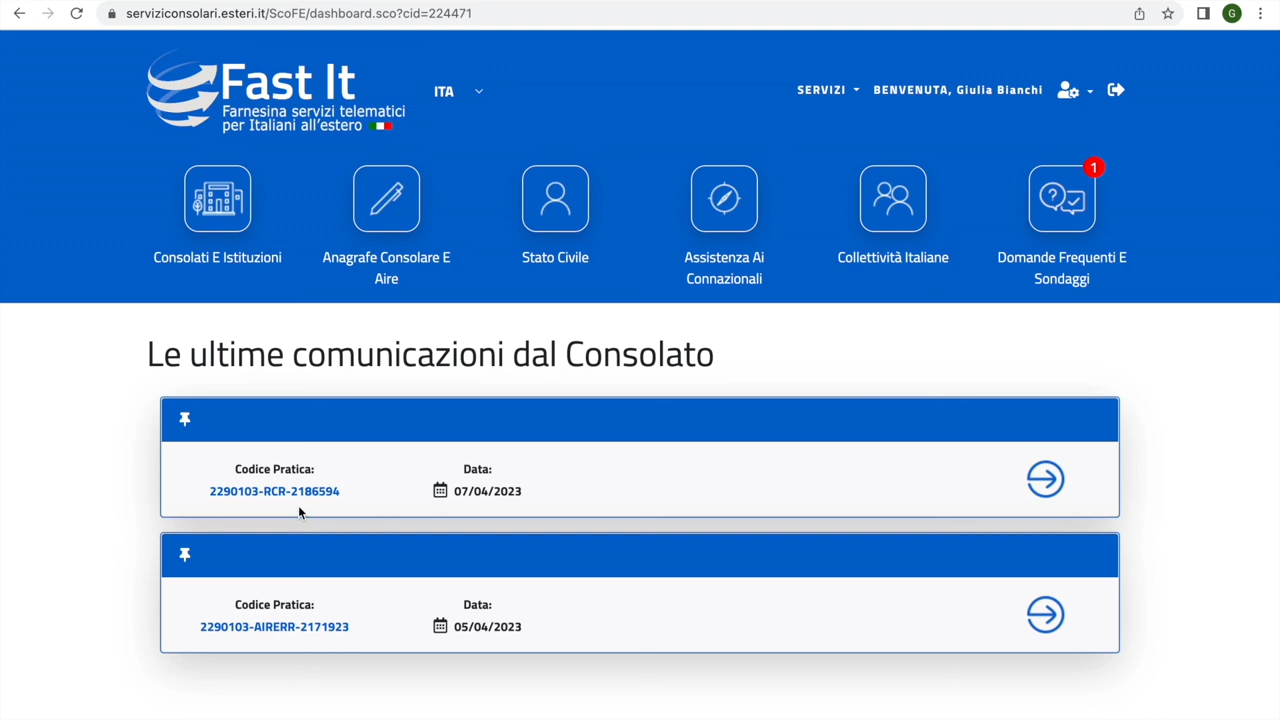 serviziconsolari.esteri.it/ScoFE/dashboard.sco?cid=224471
G
Fast It
Farnesina servizi telematici
per Italiani all'estero
ITA
SERVIZI
BENVENUTA, Giulia Bianchi
1
Consolati E Istituzioni
Anagrafe Consolare E
Aire
Stato Civile
Assistenza Ai
Connazionali
Collettività Italiane
Domande Frequenti E
Sondaggi
Le ultime comunicazioni dal Consolato
Codice Pratica:
2290103-RCR-2186594
Data:
07/04/2023
Codice Pratica:
2290103-AIRERR-2171923
Data:
05/04/2023